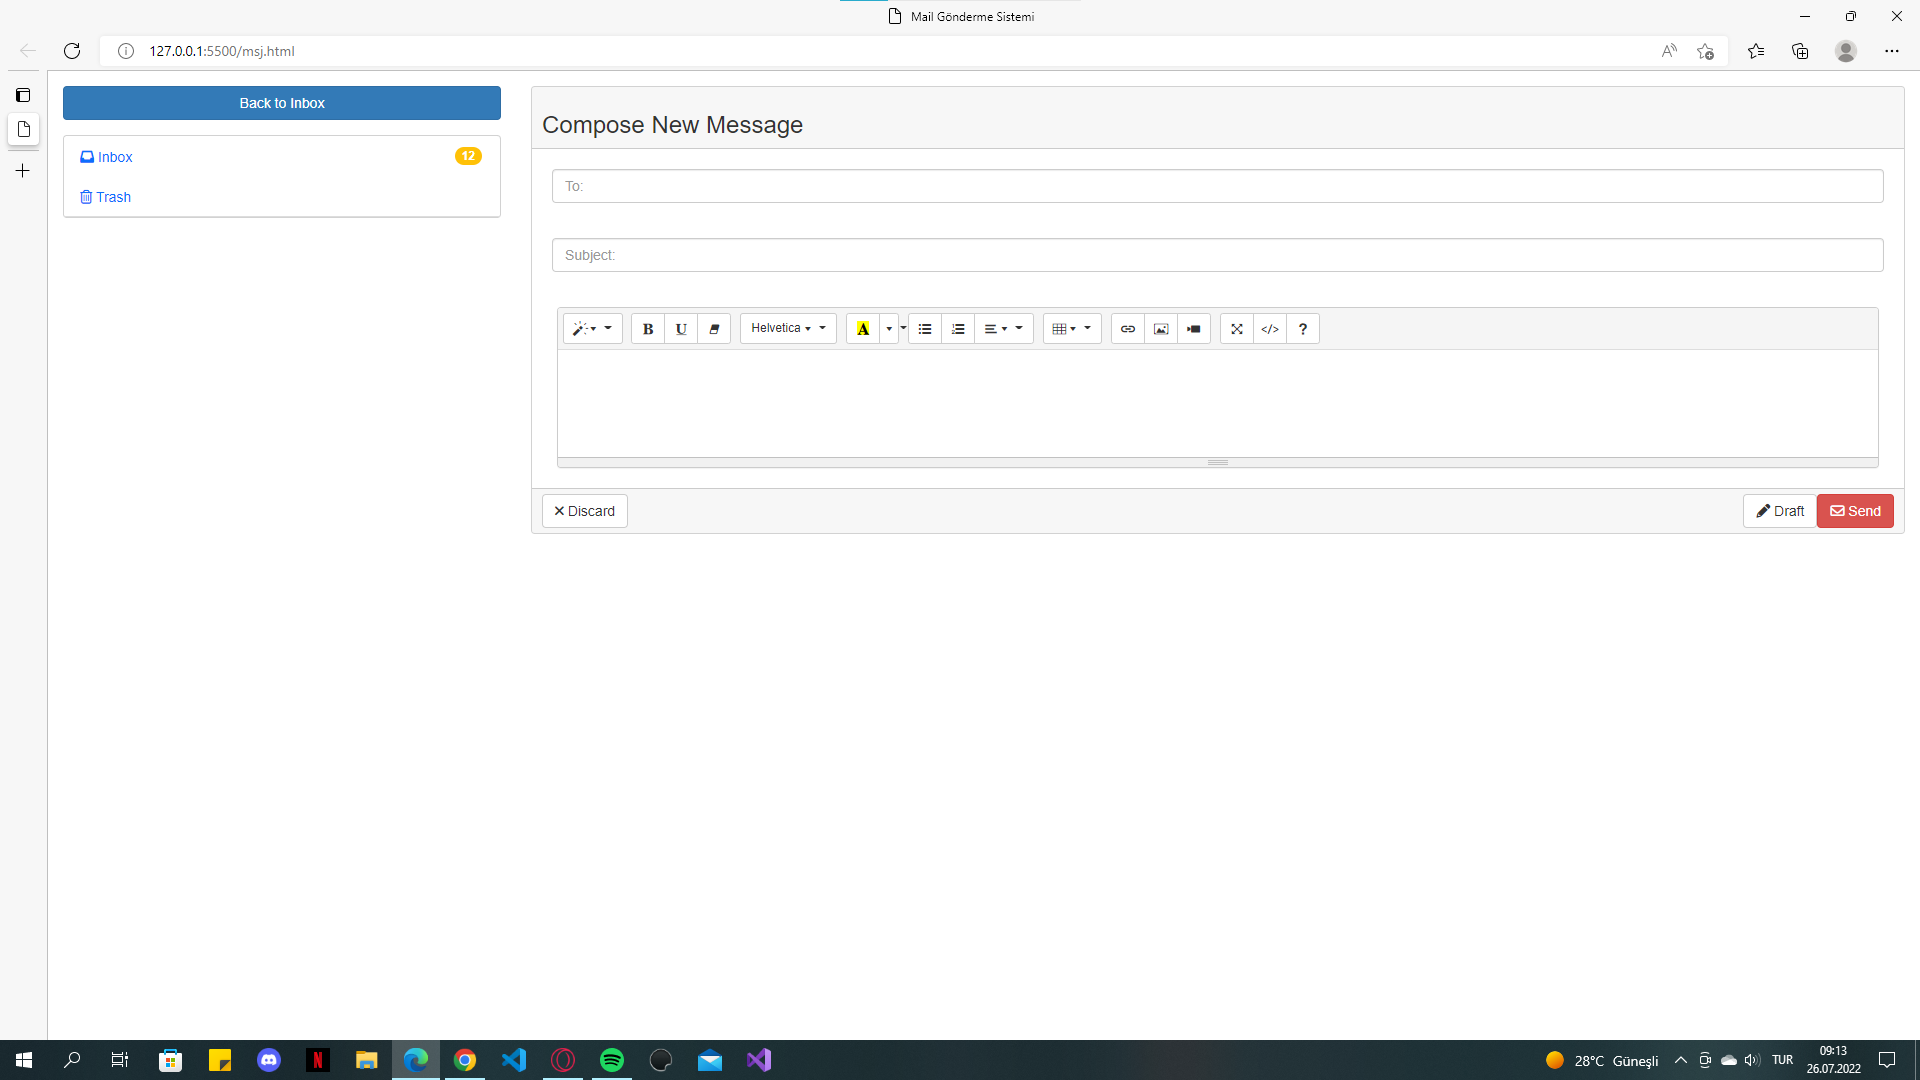 Mail Gönderme Sistemi
127.0.0.1:5500/msj.html
Back to Inbox
Inbox 12
Trash
Compose New Message
To:
Subject:
B U Helvetica A </> ?
Discard
Draft Send
28°C Güneşli TUR 09:13
26.07.2022